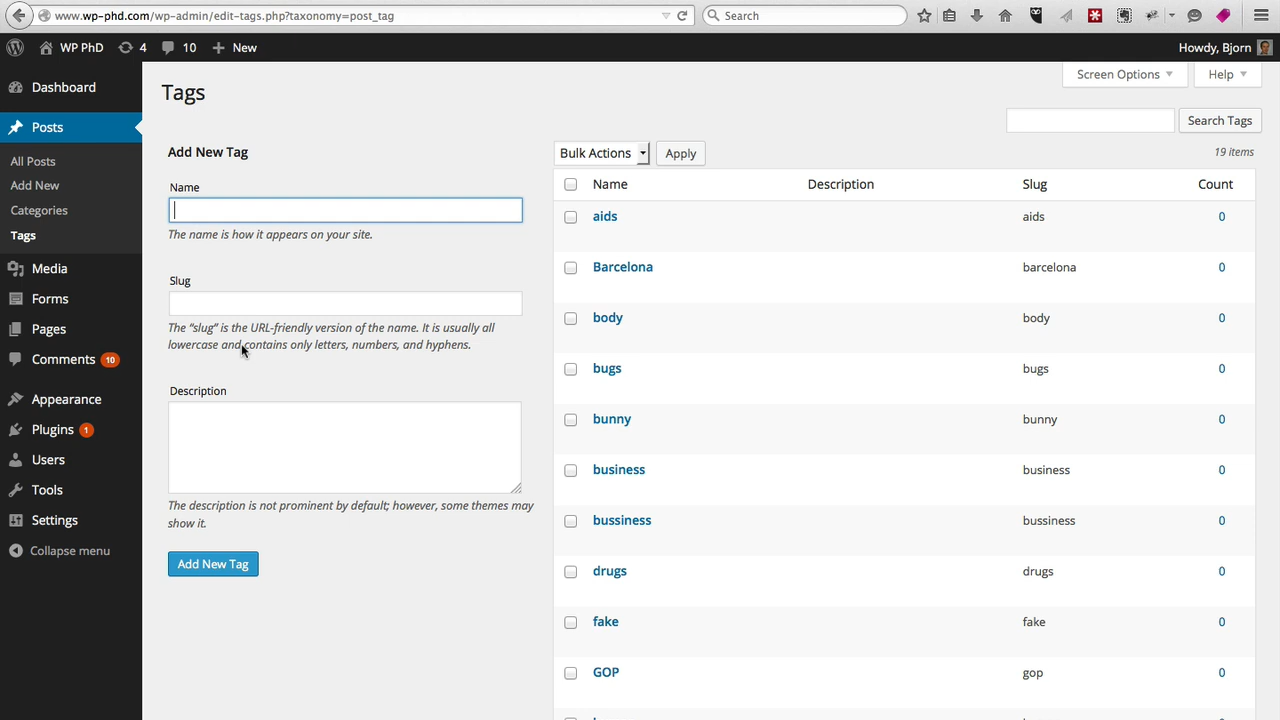 www.wp-phd.com/wp-admin/edit-tags.php?taxonomy=post_tag
Search
WP PhD
4
10
New
Howdy, Bjorn
Dashboard
Posts
All Posts
Add New
Categories
Tags
Media
Forms
Pages
Comments 10
Appearance
Plugins 1
Users
Tools
Settings
Collapse menu
Screen Options
Help
Tags
Search Tags
Add New Tag
Name
The name is how it appears on your site.
Slug
The “slug” is the URL-friendly version of the name. It is usually all
lowercase and contains only letters, numbers, and hyphens.
Description
The description is not prominent by default; however, some themes may
show it.
Add New Tag
Bulk Actions
Apply
19 items
Name Description Slug Count
aids aids 0
Barcelona barcelona 0
body body 0
bugs bugs 0
bunny bunny 0
business business 0
bussiness bussiness 0
drugs drugs 0
fake fake 0
GOP gop 0